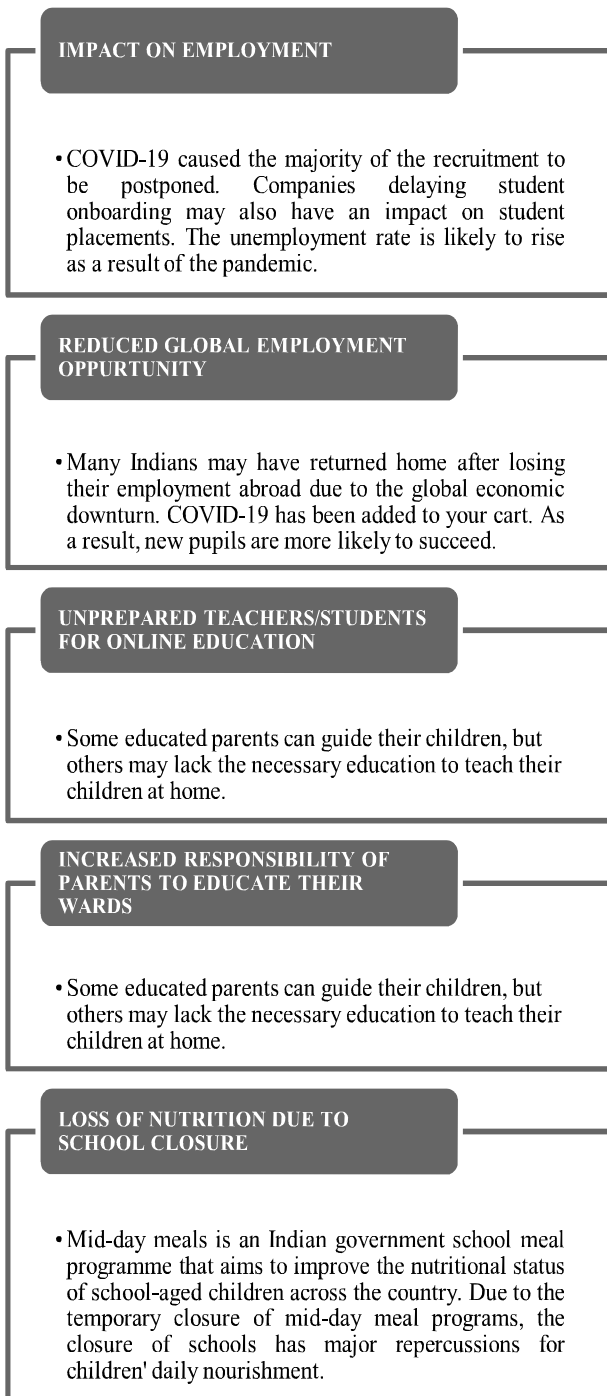 IMPACT ON EMPLOYMENT
• COVID-19 caused the majority of the recruitment to
be postponed. Companies delaying student
onboarding may also have an impact on student
placements. The unemployment rate is likely to rise
as a result of the pandemic.
REDUCED GLOBAL EMPLOYMENT
OPPURTUNITY
• Many Indians may have returned home after losing
their employment abroad due to the global economic
downturn. COVID-19 has been added to your cart. As
a result, new pupils are more likely to succeed.
UNPREPARED TEACHERS/STUDENTS
FOR ONLINE EDUCATION
• Some educated parents can guide their children, but
others may lack the necessary education to teach their
children at home.
INCREASED RESPONSIBILITY OF
PARENTS TO EDUCATE THEIR
WARDS
• Some educated parents can guide their children, but
others may lack the necessary education to teach their
children at home.
LOSS OF NUTRITION DUE TO
SCHOOL CLOSURE
• Mid-day meals is an Indian government school meal
programme that aims to improve the nutritional status
of school-aged children across the country. Due to the
temporary closure of mid-day meal programs, the
closure of schools has major repercussions for
children' daily nourishment.